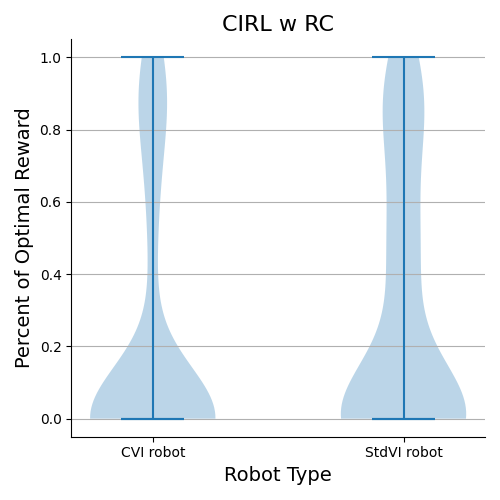 CIRL w RC
Percent of Optimal Reward
1.0
0.8
0.6
0.4
0.2
0.0
CVI robot
StdVI robot
Robot Type